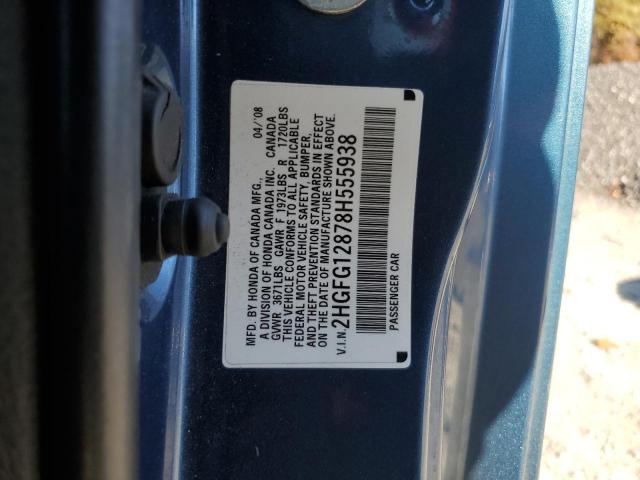 MFD. BY HONDA OF CANADA MFG., 04/'08
A DIVISION OF HONDA CANADA INC. CANADA
GVWR 3671LBS GAWR F 1973LBS R 1720LBS
THIS VEHICLE CONFORMS TO ALL APPLICABLE
FEDERAL MOTOR VEHICLE SAFETY, BUMPER,
AND THEFT PREVENTION STANDARDS IN EFFECT
ON THE DATE OF MANUFACTURE SHOWN ABOVE.
V.I.N. 2HGFG12878H555938
PASSENGER CAR